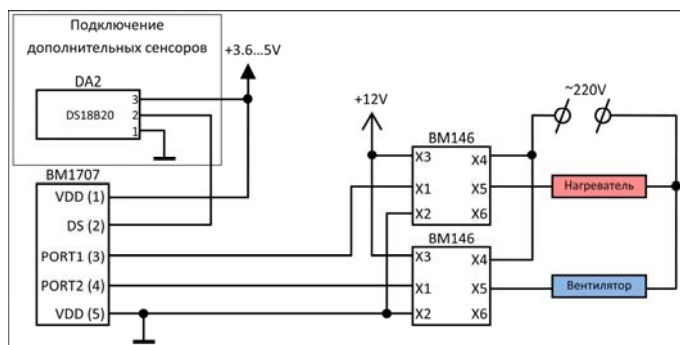 Подключение
дополнительных сенсоров
+3.6...5V
DA2
DS18B20
3
2
1
~220V
+12V
BM146
X3
X4
X1
X5
X2
X6
Нагреватель
BM1707
VDD (1)
DS (2)
PORT1 (3)
PORT2 (4)
VDD (5)
BM146
X3
X4
X1
X5
X2
X6
Вентилятор